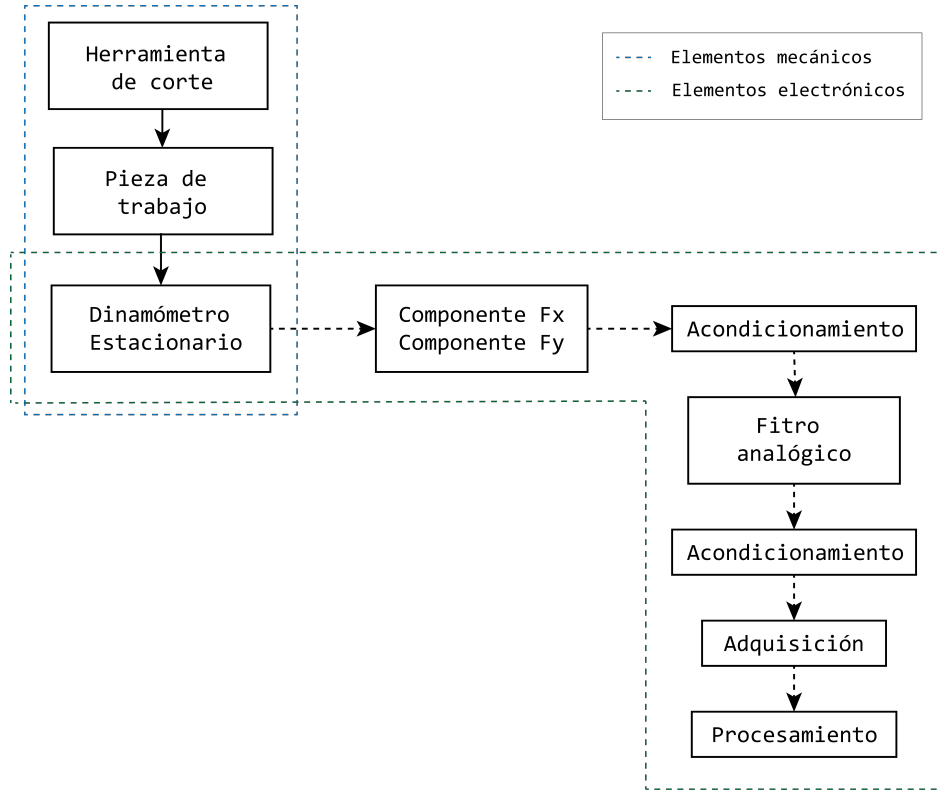 Herramienta
de corte
Pieza de
trabajo
Dinamómetro
Estacionario
Componente Fx
Componente Fy
Acondicionamiento
Fitro
analógico
Acondicionamiento
Adquisición
Procesamiento
Elementos mecánicos
Elementos electrónicos